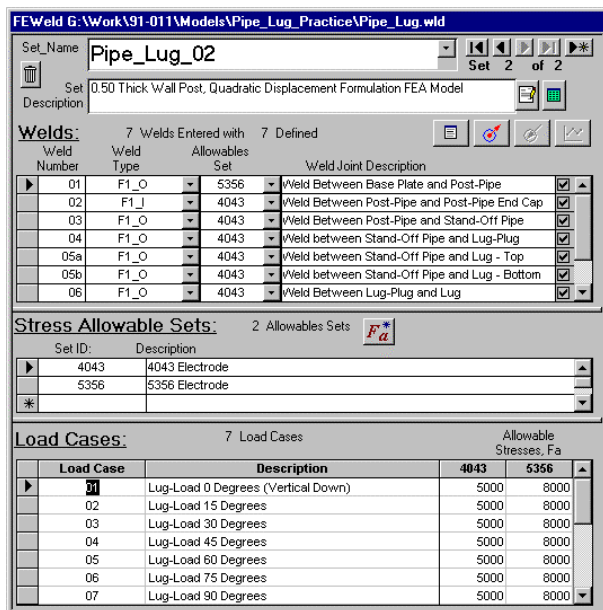 FEWeld G:\Work\91-011\Models\Pipe_Lug_Practice\Pipe_Lug.wld
Set_Name Pipe_Lug_02
Set 2 of 2
Set Description 0.50 Thick Wall Post, Quadratic Displacement Formulation FEA Model
Welds: 7 Welds Entered with 7 Defined
Weld Number Weld Type Allowables Set Weld Joint Description
01 F1_O 5356 Weld Between Base Plate and Post-Pipe
02 F1_I 4043 Weld Between Post-Pipe and Post-Pipe End Cap
03 F1_O 4043 Weld Between Post-Pipe and Stand-Off Pipe
04 F1_O 4043 Weld between Stand-Off Pipe and Lug-Plug
05a F1_O 4043 Weld between Stand-Off Pipe and Lug - Top
05b F1_O 4043 Weld between Stand-Off Pipe and Lug - Bottom
06 F1_O 4043 Weld Between Lug-Plug and Lug
Stress Allowable Sets: 2 Allowables Sets Fa*
Set ID: Description
4043 4043 Electrode
5356 5356 Electrode
Load Cases: 7 Load Cases Allowable Stresses, Fa
Load Case Description 4043 5356
01 Lug-Load 0 Degrees (Vertical Down) 5000 8000
02 Lug-Load 15 Degrees 5000 8000
03 Lug-Load 30 Degrees 5000 8000
04 Lug-Load 45 Degrees 5000 8000
05 Lug-Load 60 Degrees 5000 8000
06 Lug-Load 75 Degrees 5000 8000
07 Lug-Load 90 Degrees 5000 8000